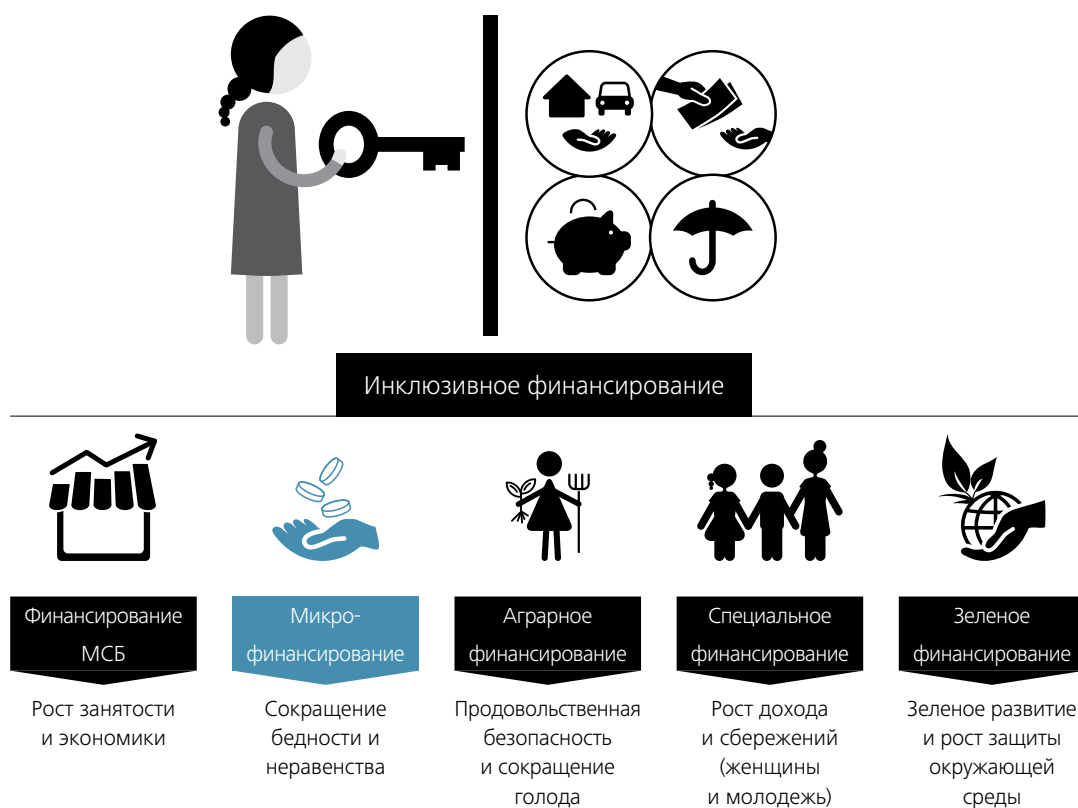 Инклюзивное финансирование
Финансирование
МСБ
Микро-
финансирование
Аграрное
финансирование
Специальное
финансирование
Зеленое
финансирование
Рост занятости
и экономики
Сокращение
бедности и
неравенства
Продовольственная
безопасность
и сокращение
голода
Рост дохода
и сбережений
(женщины
и молодежь)
Зеленое развитие
и рост защиты
окружающей
среды